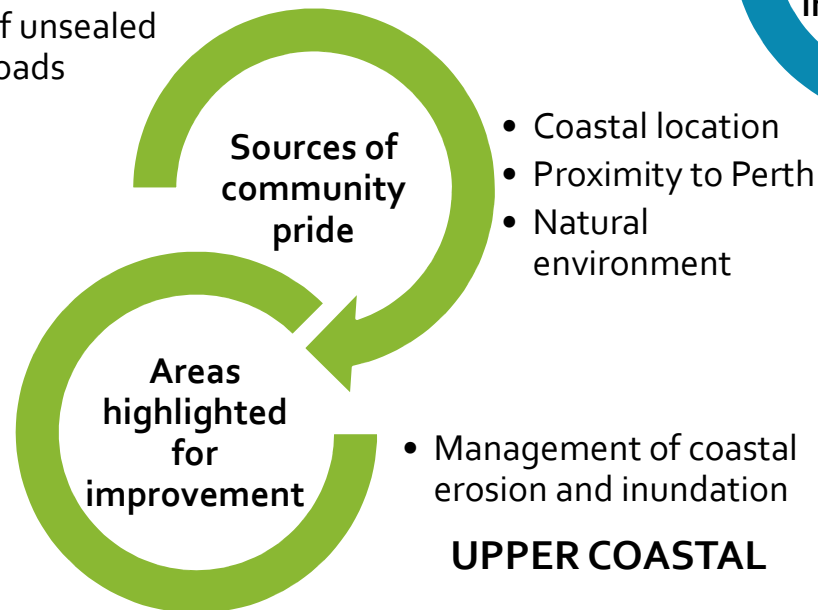 f unsealed
oads
Sources of
community
pride
• Coastal location
• Proximity to Perth
• Natural
environment
Areas
highlighted
for
improvement
• Management of coastal
erosion and inundation
UPPER COASTAL